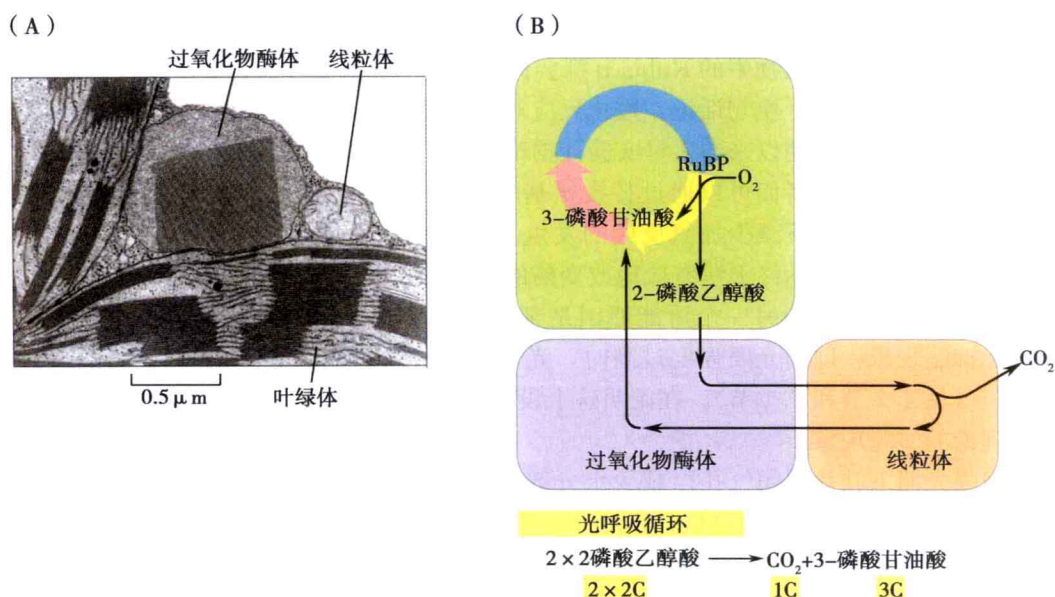 (A)
过氧化物酶体
线粒体
0.5μm
叶绿体
(B)
RuBP
O₂
3-磷酸甘油酸
2-磷酸乙醇酸
CO₂
过氧化物酶体
线粒体
光呼吸循环
2×2磷酸乙醇酸 → CO₂+3-磷酸甘油酸
2×2C 1C 3C